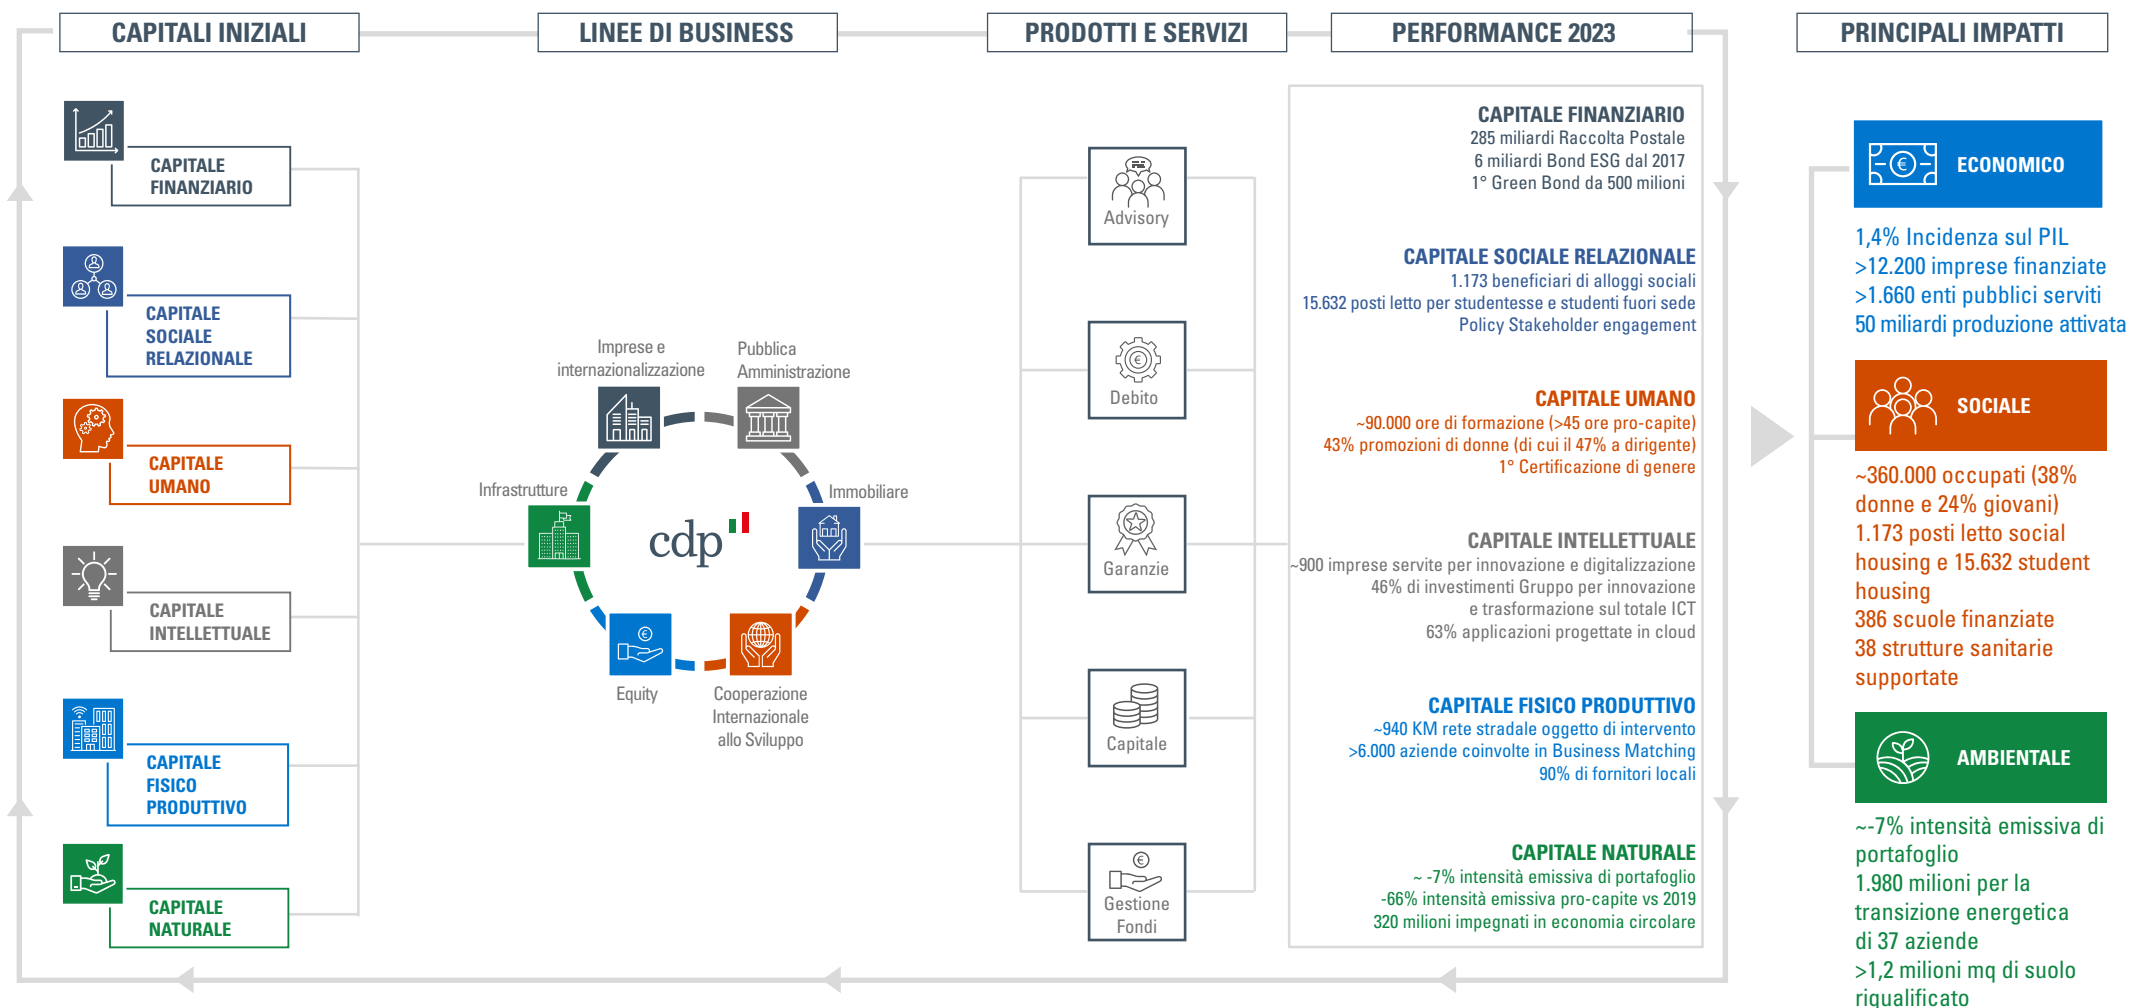 CAPITALI INIZIALI
LINEE DI BUSINESS
PRODOTTI E SERVIZI
PERFORMANCE 2023
PRINCIPALI IMPATTI
CAPITALE
FINANZIARIO
CAPITALE
SOCIALE
RELAZIONALE
CAPITALE
UMANO
CAPITALE
INTELLETTUALE
CAPITALE
FISICO
PRODUTTIVO
CAPITALE
NATURALE
Imprese e
internazionalizzazione
Pubblica
Amministrazione
Infrastrutture
Immobiliare
cdp
Equity
Cooperazione
Internazionale
allo Sviluppo
Advisory
Debito
Garanzie
Capitale
Gestione
Fondi
CAPITALE FINANZIARIO
285 miliardi Raccolta Postale
6 miliardi Bond ESG dal 2017
1° Green Bond da 500 milioni
CAPITALE SOCIALE RELAZIONALE
1.173 beneficiari di alloggi sociali
15.632 posti letto per studentesse e studenti fuori sede
Policy Stakeholder engagement
CAPITALE UMANO
~90.000 ore di formazione (>45 ore pro-capite)
43% promozioni di donne (di cui il 47% a dirigente)
1° Certificazione di genere
CAPITALE INTELLETTUALE
~900 imprese servite per innovazione e digitalizzazione
46% di investimenti Gruppo per innovazione
e trasformazione sul totale ICT
63% applicazioni progettate in cloud
CAPITALE FISICO PRODUTTIVO
~940 KM rete stradale oggetto di intervento
>6.000 aziende coinvolte in Business Matching
90% di fornitori locali
CAPITALE NATURALE
~ -7% intensità emissiva di portafoglio
-66% intensità emissiva pro-capite vs 2019
320 milioni impegnati in economia circolare
ECONOMICO
1,4% Incidenza sul PIL
>12.200 imprese finanziate
>1.660 enti pubblici serviti
50 miliardi produzione attivata
SOCIALE
~360.000 occupati (38%
donne e 24% giovani)
1.173 posti letto social
housing e 15.632 student
housing
386 scuole finanziate
38 strutture sanitarie
supportate
AMBIENTALE
~-7% intensità emissiva di
portafoglio
1.980 milioni per la
transizione energetica
di 37 aziende
>1,2 milioni mq di suolo
riqualificato